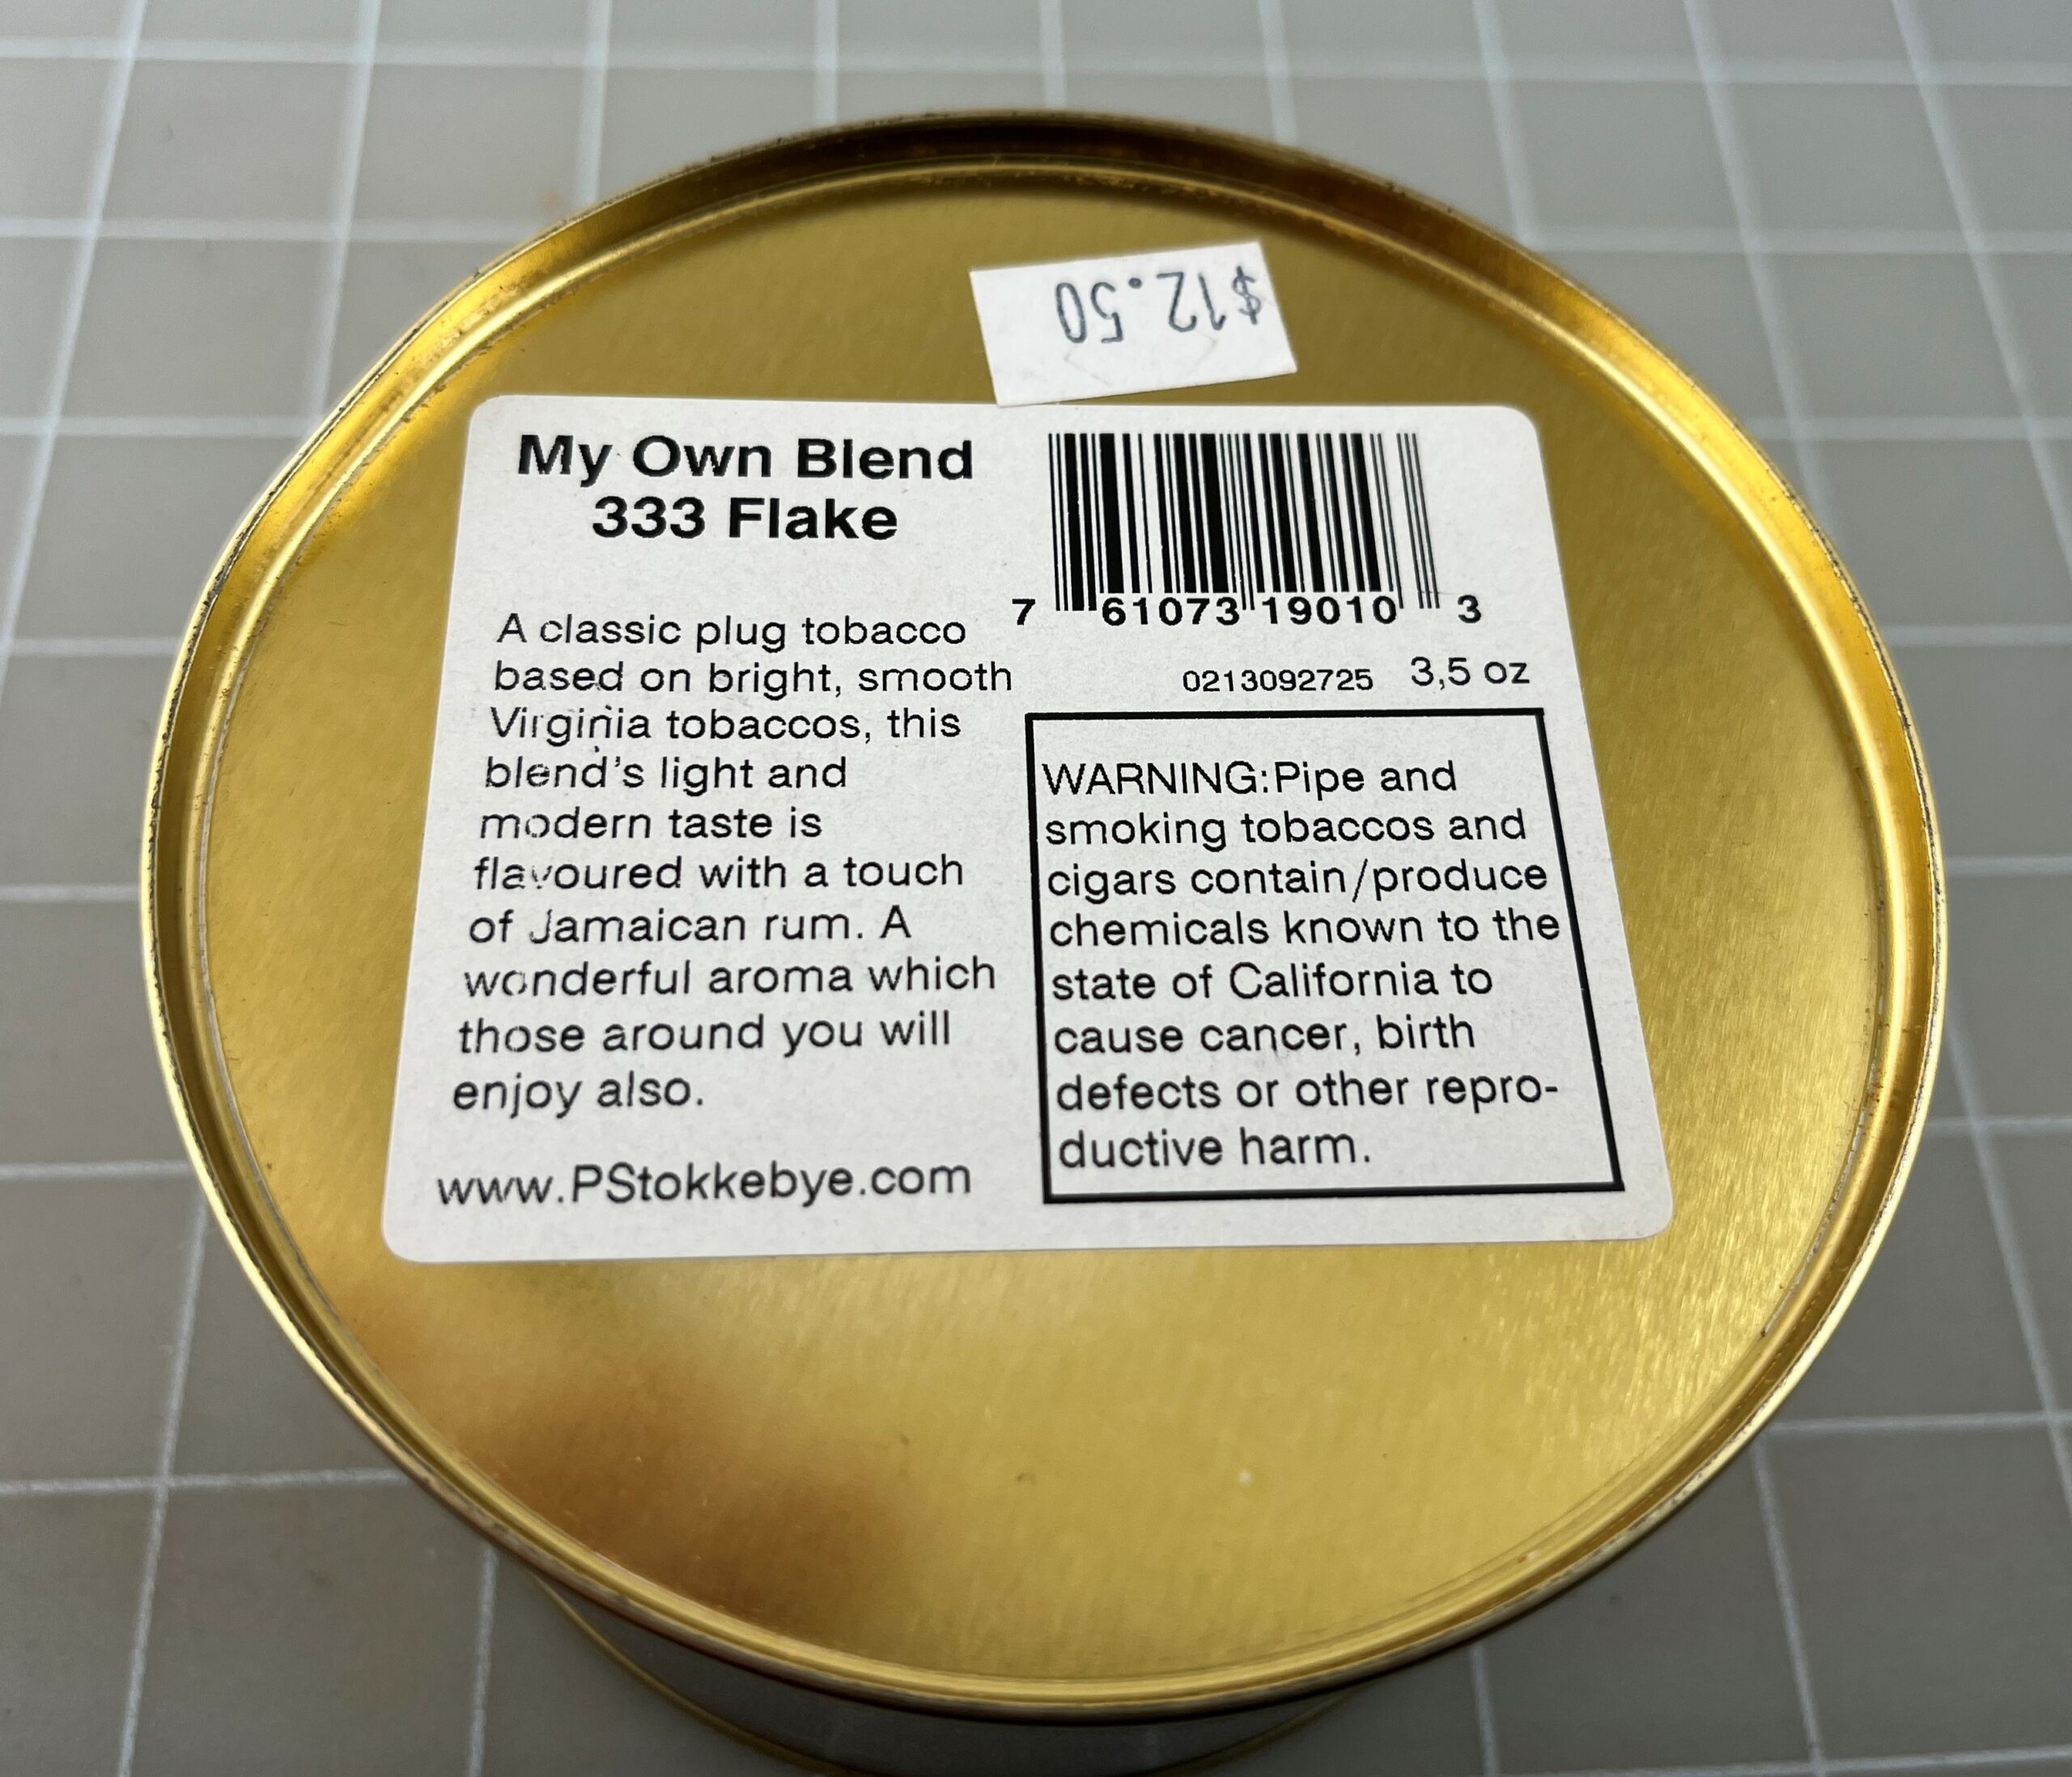 $12.50
My Own Blend
333 Flake
A classic plug tobacco
based on bright, smooth
Virginia tobaccos, this
blend's light and
modern taste is
flavoured with a touch
of Jamaican rum. A
wonderful aroma which
those around you will
enjoy also.
www.PStokkebye.com
7 61073 19010 3
0213092725 3,5 oz
WARNING:Pipe and
smoking tobaccos and
cigars contain/produce
chemicals known to the
state of California to
cause cancer, birth
defects or other repro-
ductive harm.